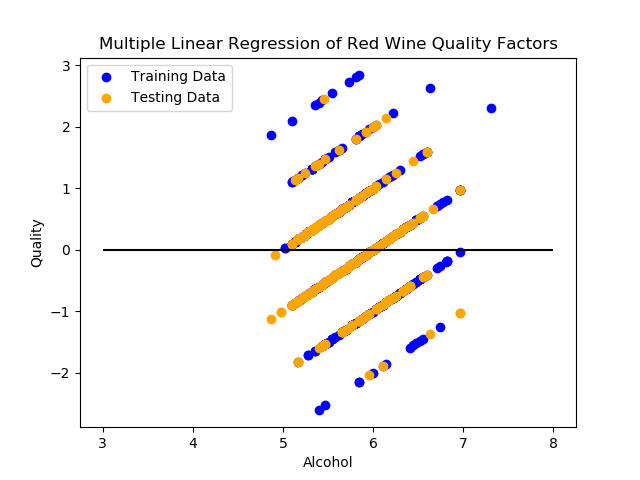 Multiple Linear Regression of Red Wine Quality Factors
Training Data
Testing Data
3
2
1
0
−1
−2
Quality
3 4 5 6 7 8
Alcohol